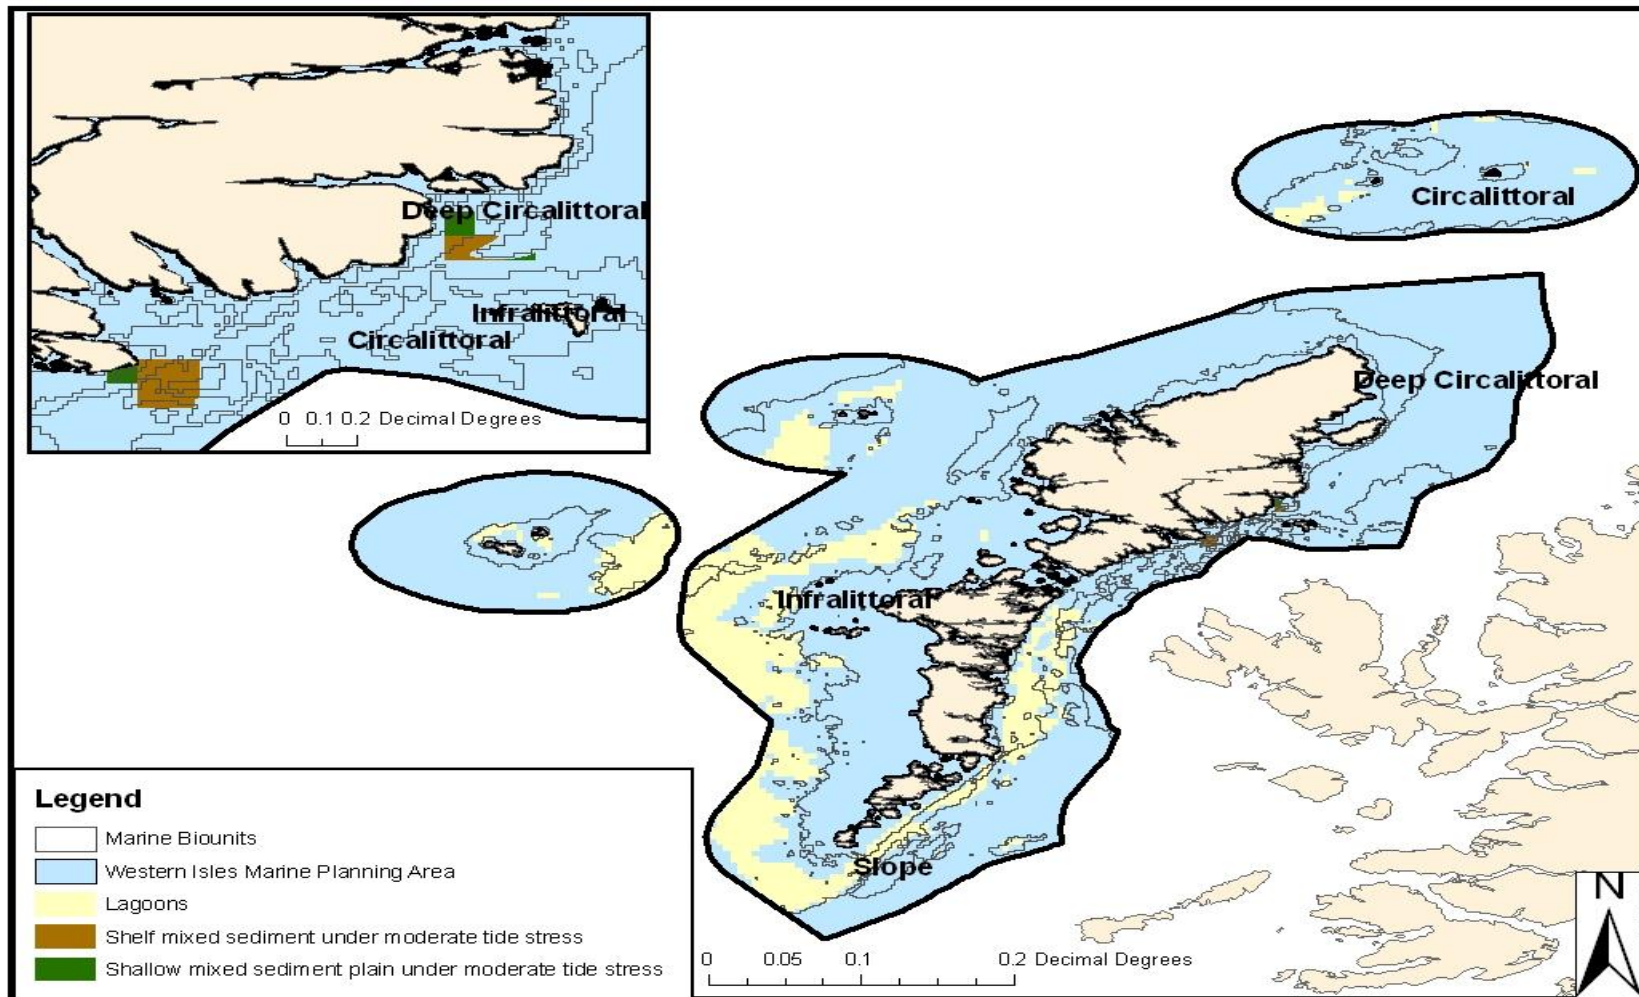 Deep Circalittoral
Infralittoral
Circalittoral
0 0.1 0.2 Decimal Degrees
Circalittoral
Deep Circalittoral
Infralittoral
Slope
Legend
Marine Biounits
Western Isles Marine Planning Area
Lagoons
Shelf mixed sediment under moderate tide stress
Shallow mixed sediment plain under moderate tide stress
0 0.05 0.1 0.2 Decimal Degrees
N